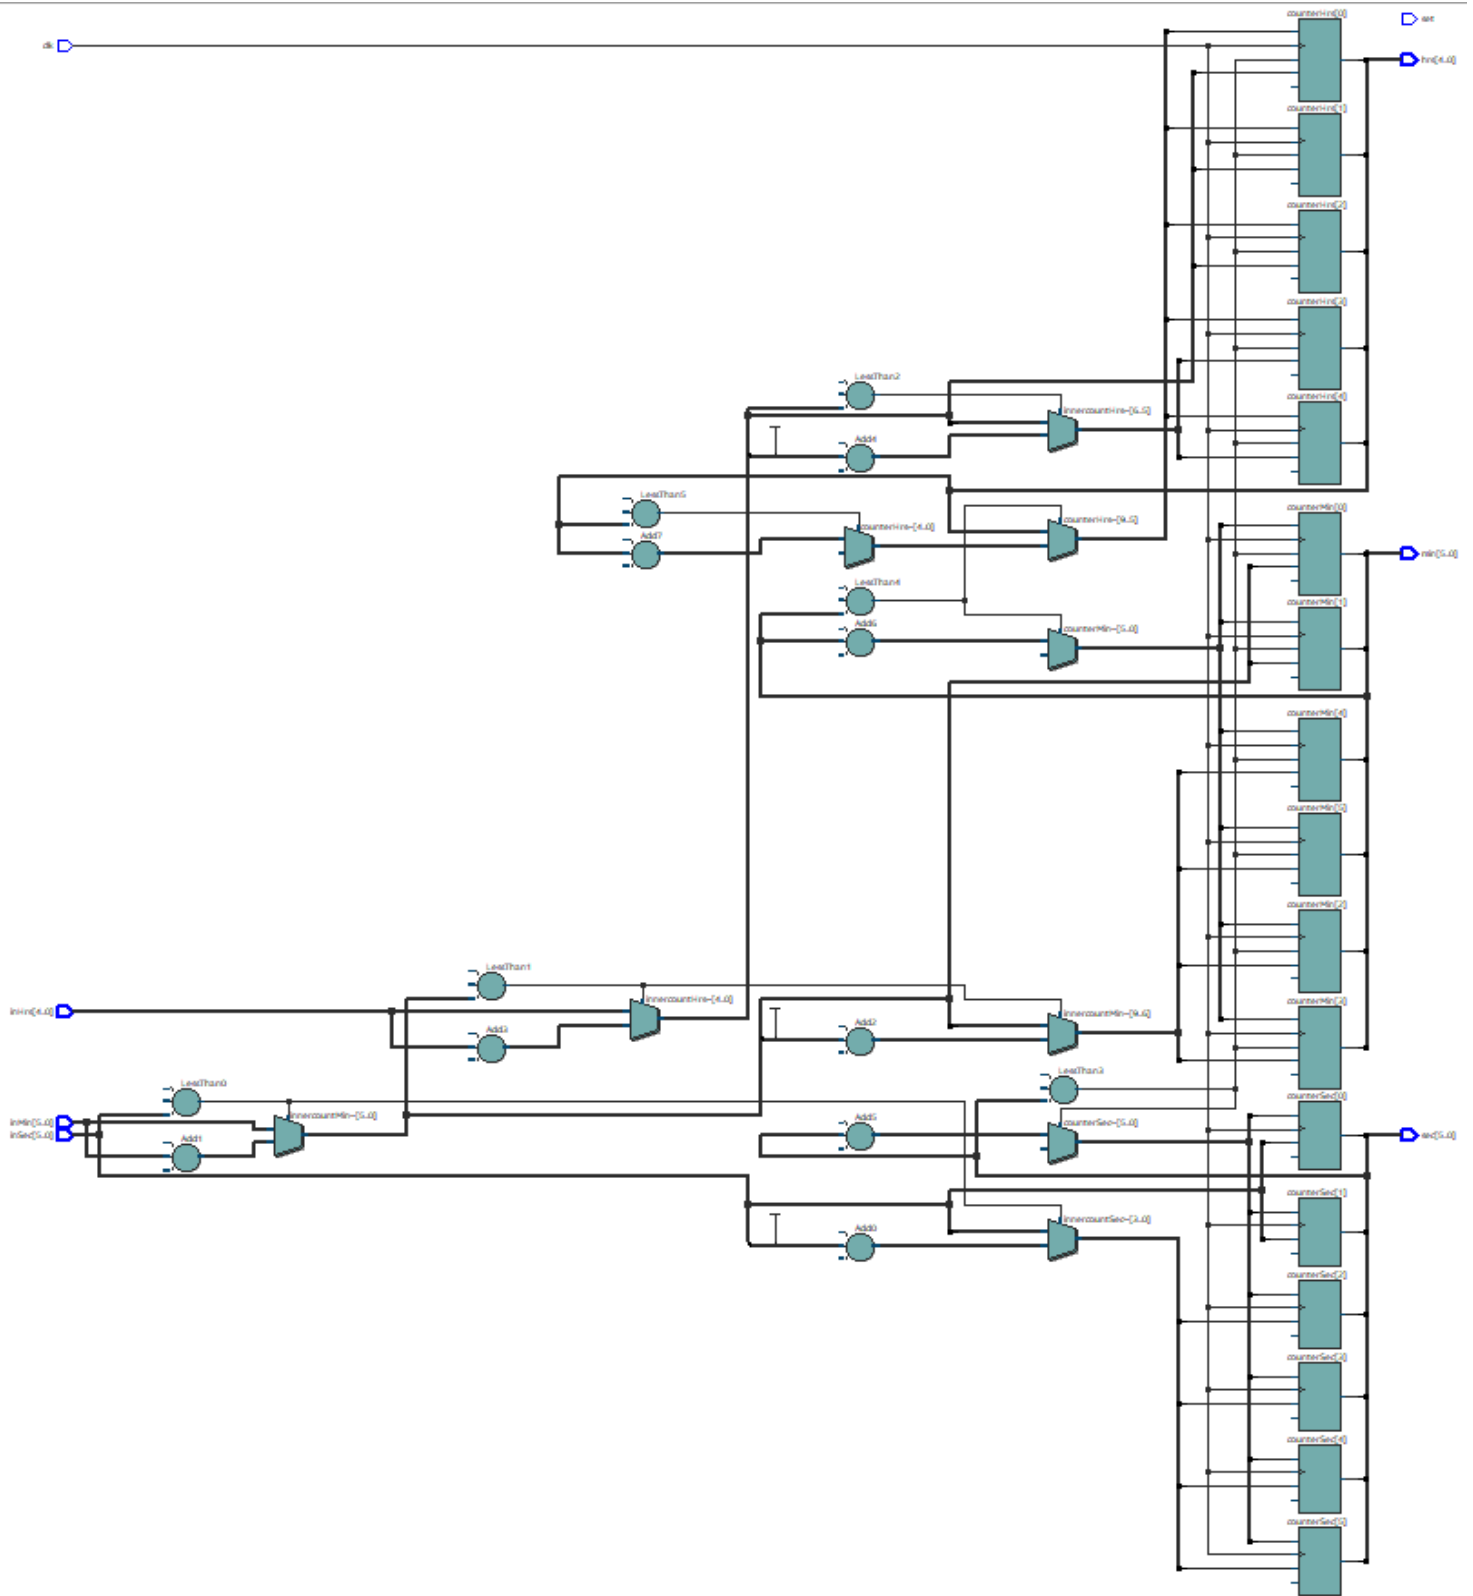 counterHrs[0]
set
clk
hrs[4..0]
counterHrs[1]
counterHrs[2]
counterHrs[3]
LessThan2
counterHrs[4]
innercountHrs~[6..5]
Add4
LessThan5
counterMin[0]
counterHrs~[4..0]
counterHrs~[9..5]
Add7
min[5..0]
LessThan4
counterMin[1]
Add6
counterMin~[5..0]
counterMin[4]
counterMin[5]
counterMin[2]
LessThan1
innercountHrs~[4..0]
counterMin[3]
inHrs[4..0]
innercountMin~[9..6]
Add3
Add2
LessThan3
LessThan0
counterSec[0]
innercountMin~[5..0]
inMin[5..0]
Add5
counterSec~[5..0]
inSec[5..0]
sec[5..0]
Add1
counterSec[1]
innercountSec~[3..0]
Add0
counterSec[2]
counterSec[3]
counterSec[4]
counterSec[5]